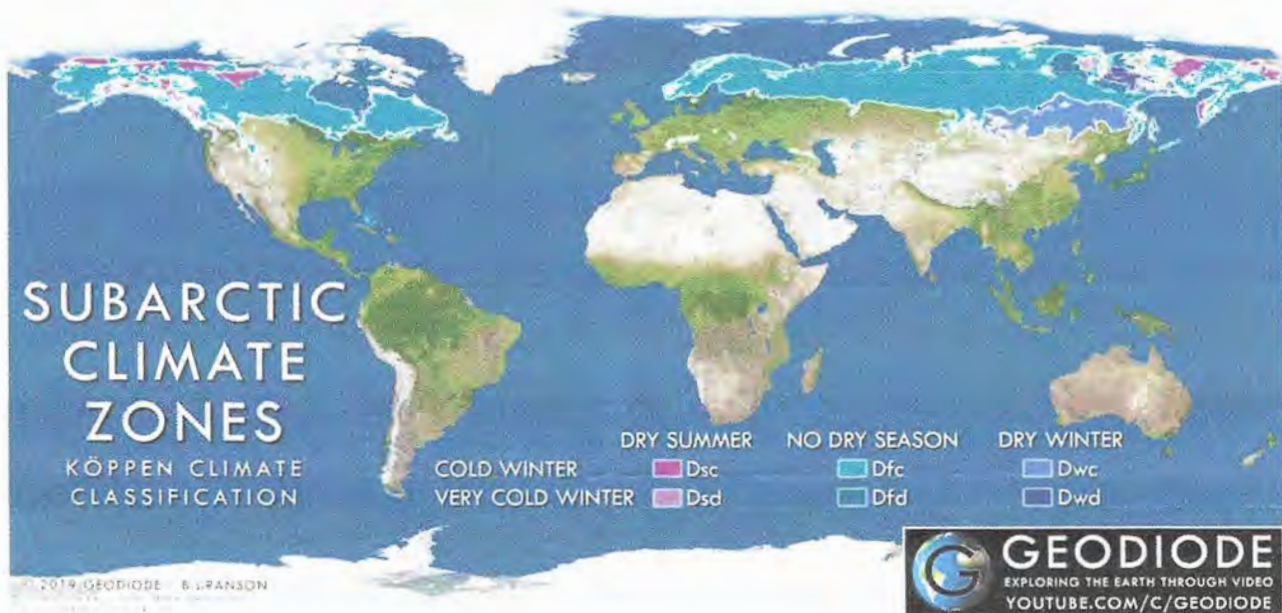 SUBARCTIC
CLIMATE
ZONES
KÖPPEN CLIMATE
CLASSIFICATION
DRY SUMMER NO DRY SEASON DRY WINTER
COLD WINTER Dsc Dfc Dwc
VERY COLD WINTER Dsd Dfd Dwd
© 2019 GEODIODE B.J.RANSON
G GEODIODE
EXPLORING THE EARTH THROUGH VIDEO
YOUTUBE.COM/C/GEODIODE